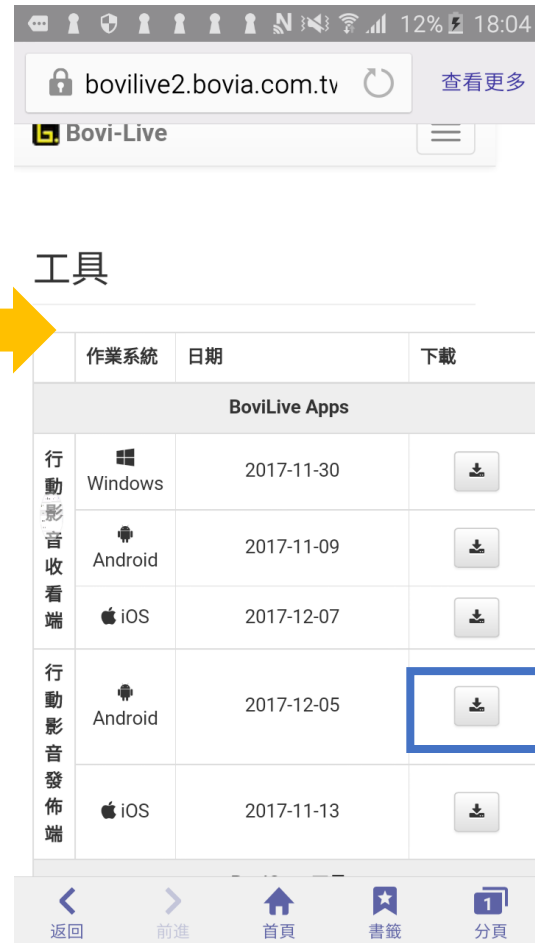 12% 18:04
bovilive2.bovia.com.tv 查看更多
Bovi-Live
工具
作業系統 日期 下載
BoviLive Apps
行動影音收看端
Windows 2017-11-30
Android 2017-11-09
iOS 2017-12-07
行動影音發佈端
Android 2017-12-05
iOS 2017-11-13
返回 前進 首頁 書籤 1 分頁